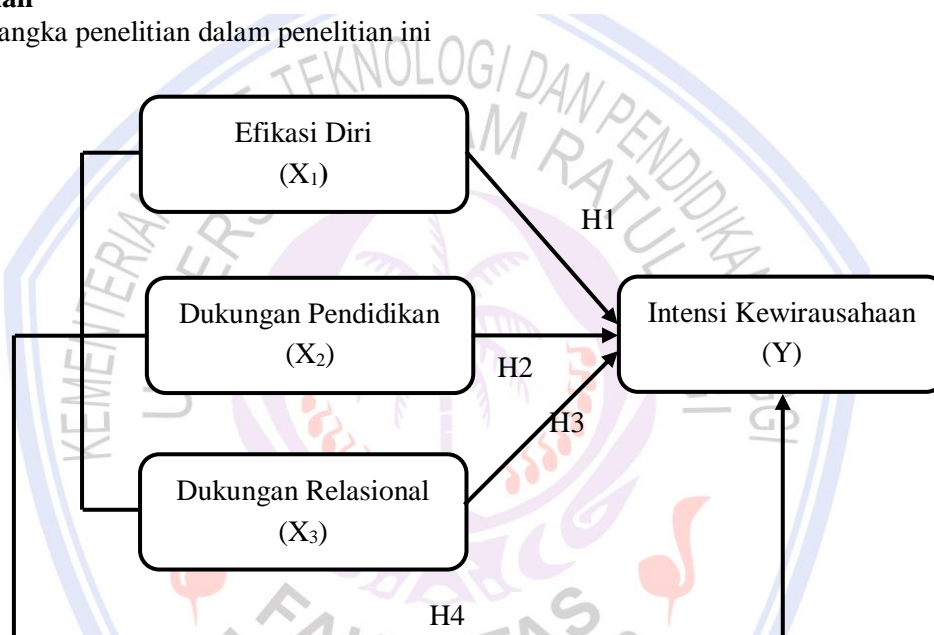 angka penelitian dalam penelitian ini
Efikasi Diri
(X₁)
H1
Dukungan Pendidikan
(X₂)
H2
Intensi Kewirausahaan
(Y)
H3
Dukungan Relasional
(X₃)
H4